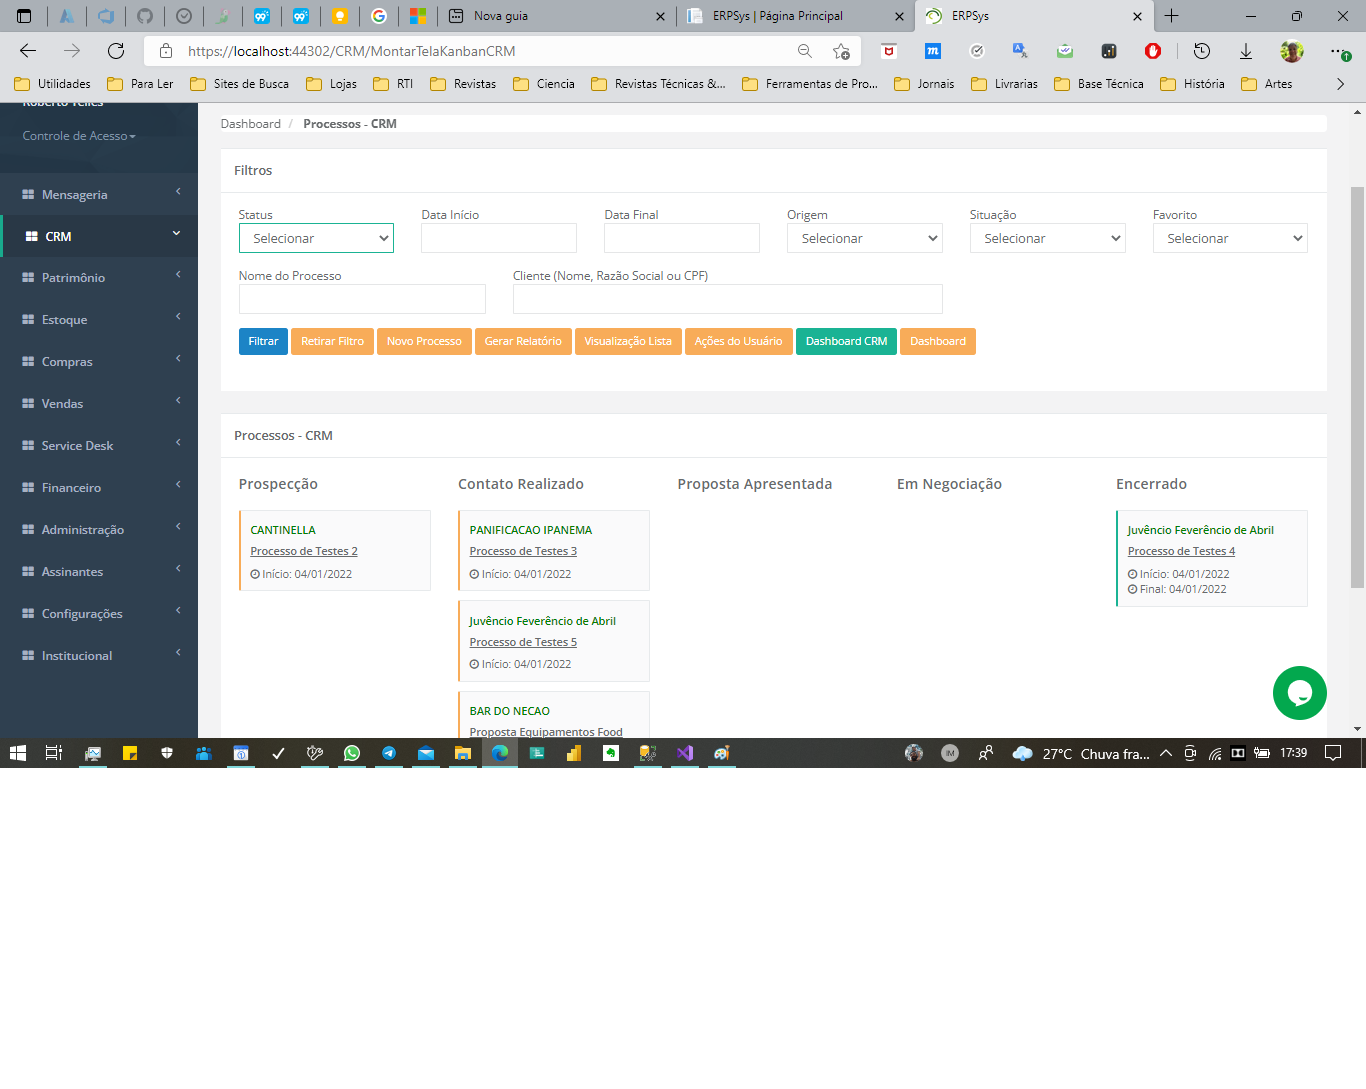 Nova guia
ERPSys | Página Principal
ERPSys
https://localhost:44302/CRM/MontarTelaKanbanCRM
Utilidades
Para Ler
Sites de Busca
Lojas
RTI
Revistas
Ciencia
Revistas Técnicas &...
Ferramentas de Pro...
Jornais
Livrarias
Base Técnica
História
Artes
Roberto Telles
Controle de Acesso
Mensageria
CRM
Patrimônio
Estoque
Compras
Vendas
Service Desk
Financeiro
Administração
Assinantes
Configurações
Institucional
Dashboard / Processos - CRM
Filtros
Status
Data Início
Data Final
Origem
Situação
Favorito
Selecionar
Selecionar
Selecionar
Selecionar
Nome do Processo
Cliente (Nome, Razão Social ou CPF)
Filtrar
Retirar Filtro
Novo Processo
Gerar Relatório
Visualização Lista
Ações do Usuário
Dashboard CRM
Dashboard
Processos - CRM
Prospecção
CANTINELLA
Processo de Testes 2
Início: 04/01/2022
Contato Realizado
PANIFICACAO IPANEMA
Processo de Testes 3
Início: 04/01/2022
Juvêncio Feverêncio de Abril
Processo de Testes 5
Início: 04/01/2022
BAR DO NECAO
Proposta Equipamentos Food
Proposta Apresentada
Em Negociação
Encerrado
Juvêncio Feverêncio de Abril
Processo de Testes 4
Início: 04/01/2022
Final: 04/01/2022
IM
27°C Chuva fra...
17:39